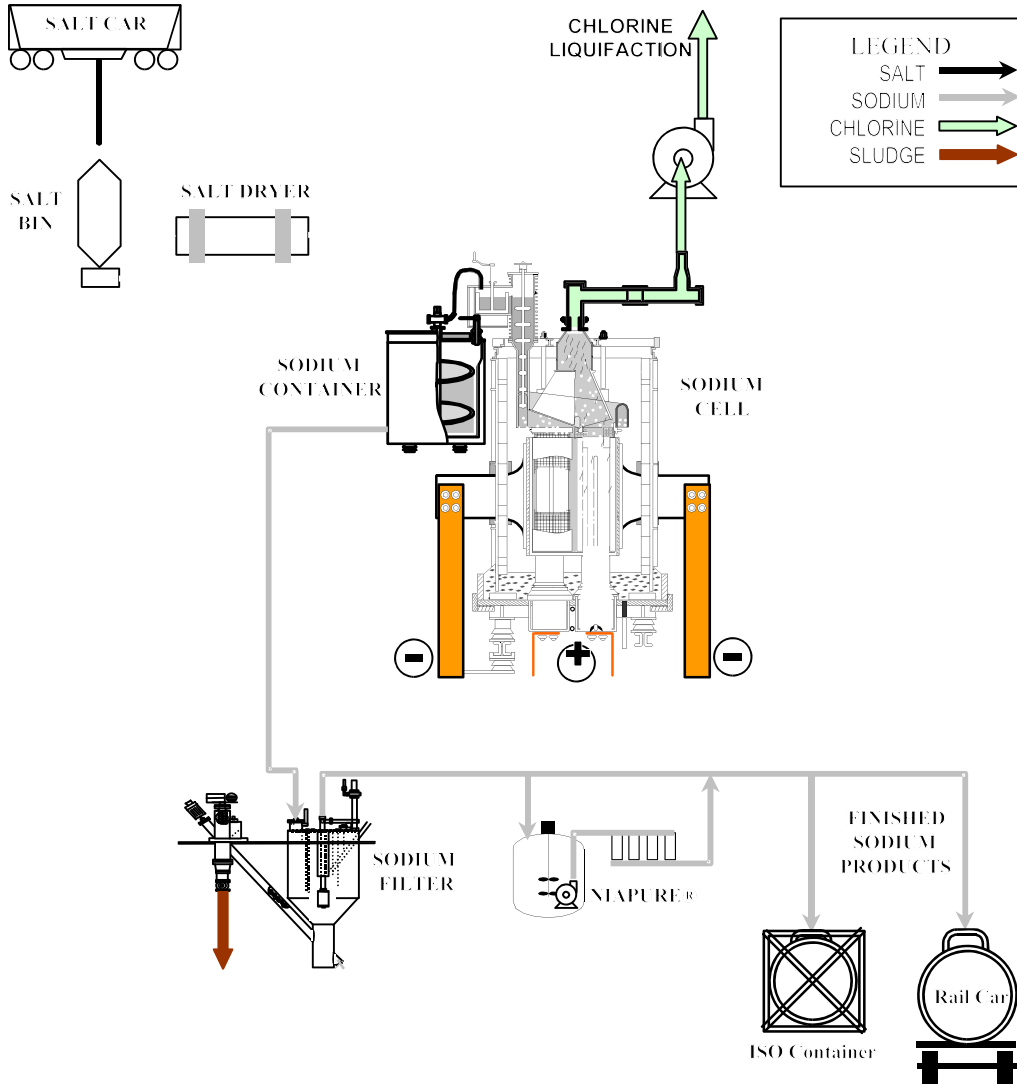 SALT CAR
CHLORINE
LIQUIFACTION
LEGEND
SALT
SODIUM
CHLORINE
SLUDGE
SALT
BIN
SALT DRYER
SODIUM
CONTAINER
SODIUM
CELL
-
+
-
SODIUM
FILTER
NIAPURE ®
FINISHED
SODIUM
PRODUCTS
ISO Container
Rail Car